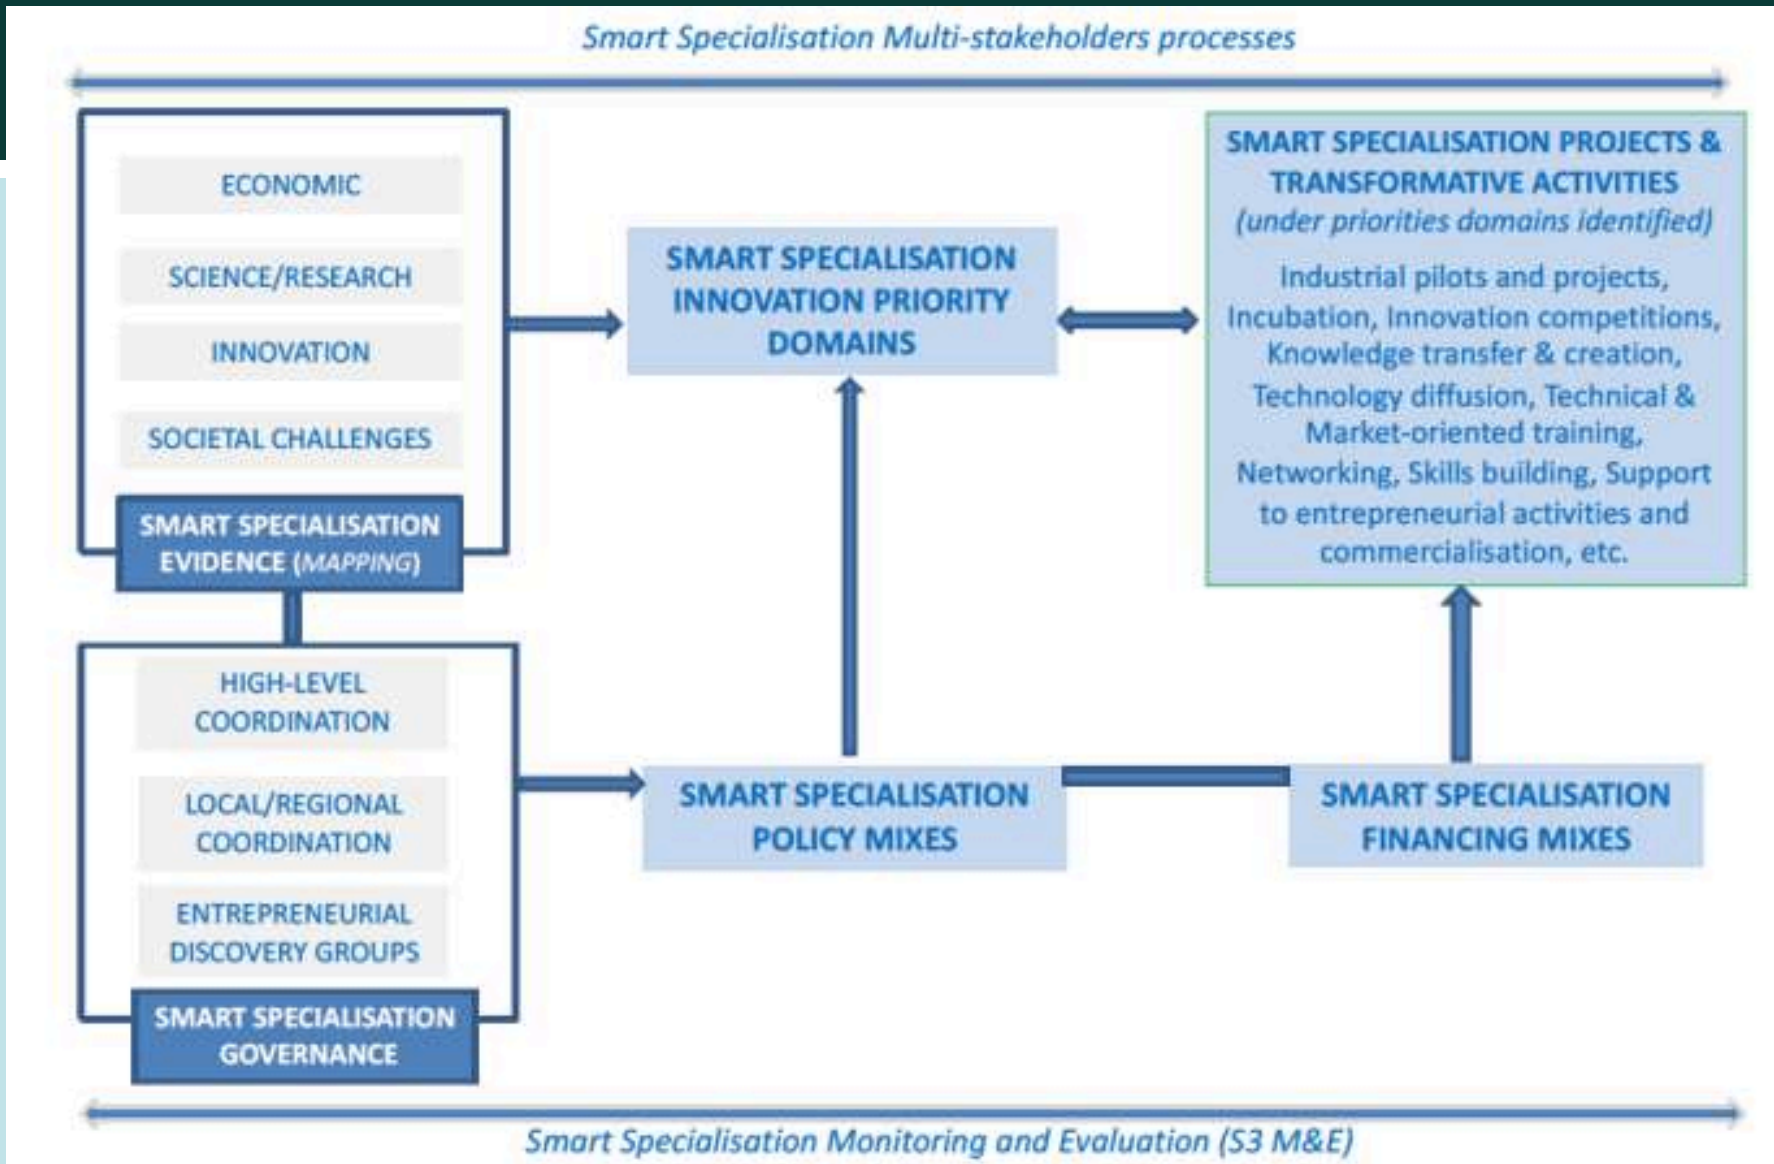 Smart Specialisation Multi-stakeholders processes
ECONOMIC
SCIENCE/RESEARCH
INNOVATION
SOCIETAL CHALLENGES
SMART SPECIALISATION
EVIDENCE (MAPPING)
HIGH-LEVEL
COORDINATION
LOCAL/REGIONAL
COORDINATION
ENTREPRENEURIAL
DISCOVERY GROUPS
SMART SPECIALISATION
GOVERNANCE
SMART SPECIALISATION
INNOVATION PRIORITY
DOMAINS
SMART SPECIALISATION
POLICY MIXES
SMART SPECIALISATION PROJECTS &
TRANSFORMATIVE ACTIVITIES
(under priorities domains identified)
Industrial pilots and projects,
Incubation, Innovation competitions,
Knowledge transfer & creation,
Technology diffusion, Technical &
Market-oriented training,
Networking, Skills building, Support
to entrepreneurial activities and
commercialisation, etc.
SMART SPECIALISATION
FINANCING MIXES
Smart Specialisation Monitoring and Evaluation (S3 M&E)